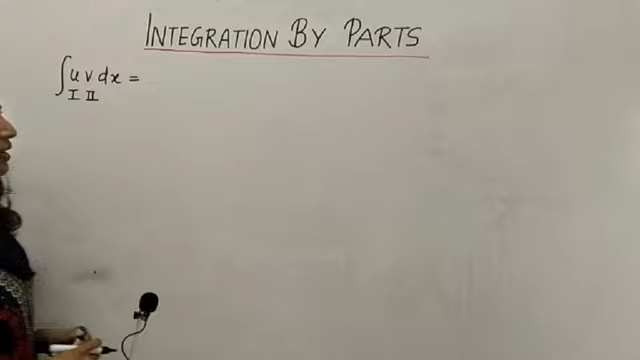 INTEGRATION BY PARTS
∫ u v dx =
I II